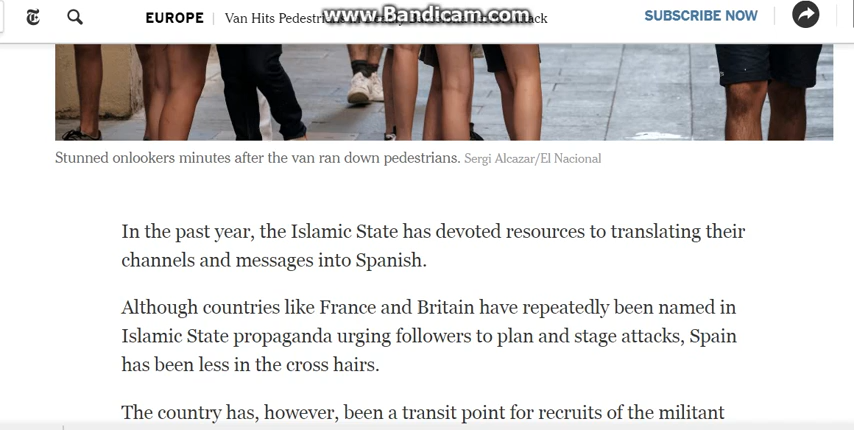 www.Bandicam.com
EUROPE Van Hits Pedestri
SUBSCRIBE NOW
Stunned onlookers minutes after the van ran down pedestrians. Sergi Alcazar/El Nacional
In the past year, the Islamic State has devoted resources to translating their
channels and messages into Spanish.
Although countries like France and Britain have repeatedly been named in
Islamic State propaganda urging followers to plan and stage attacks, Spain
has been less in the cross hairs.
The country has, however, been a transit point for recruits of the militant